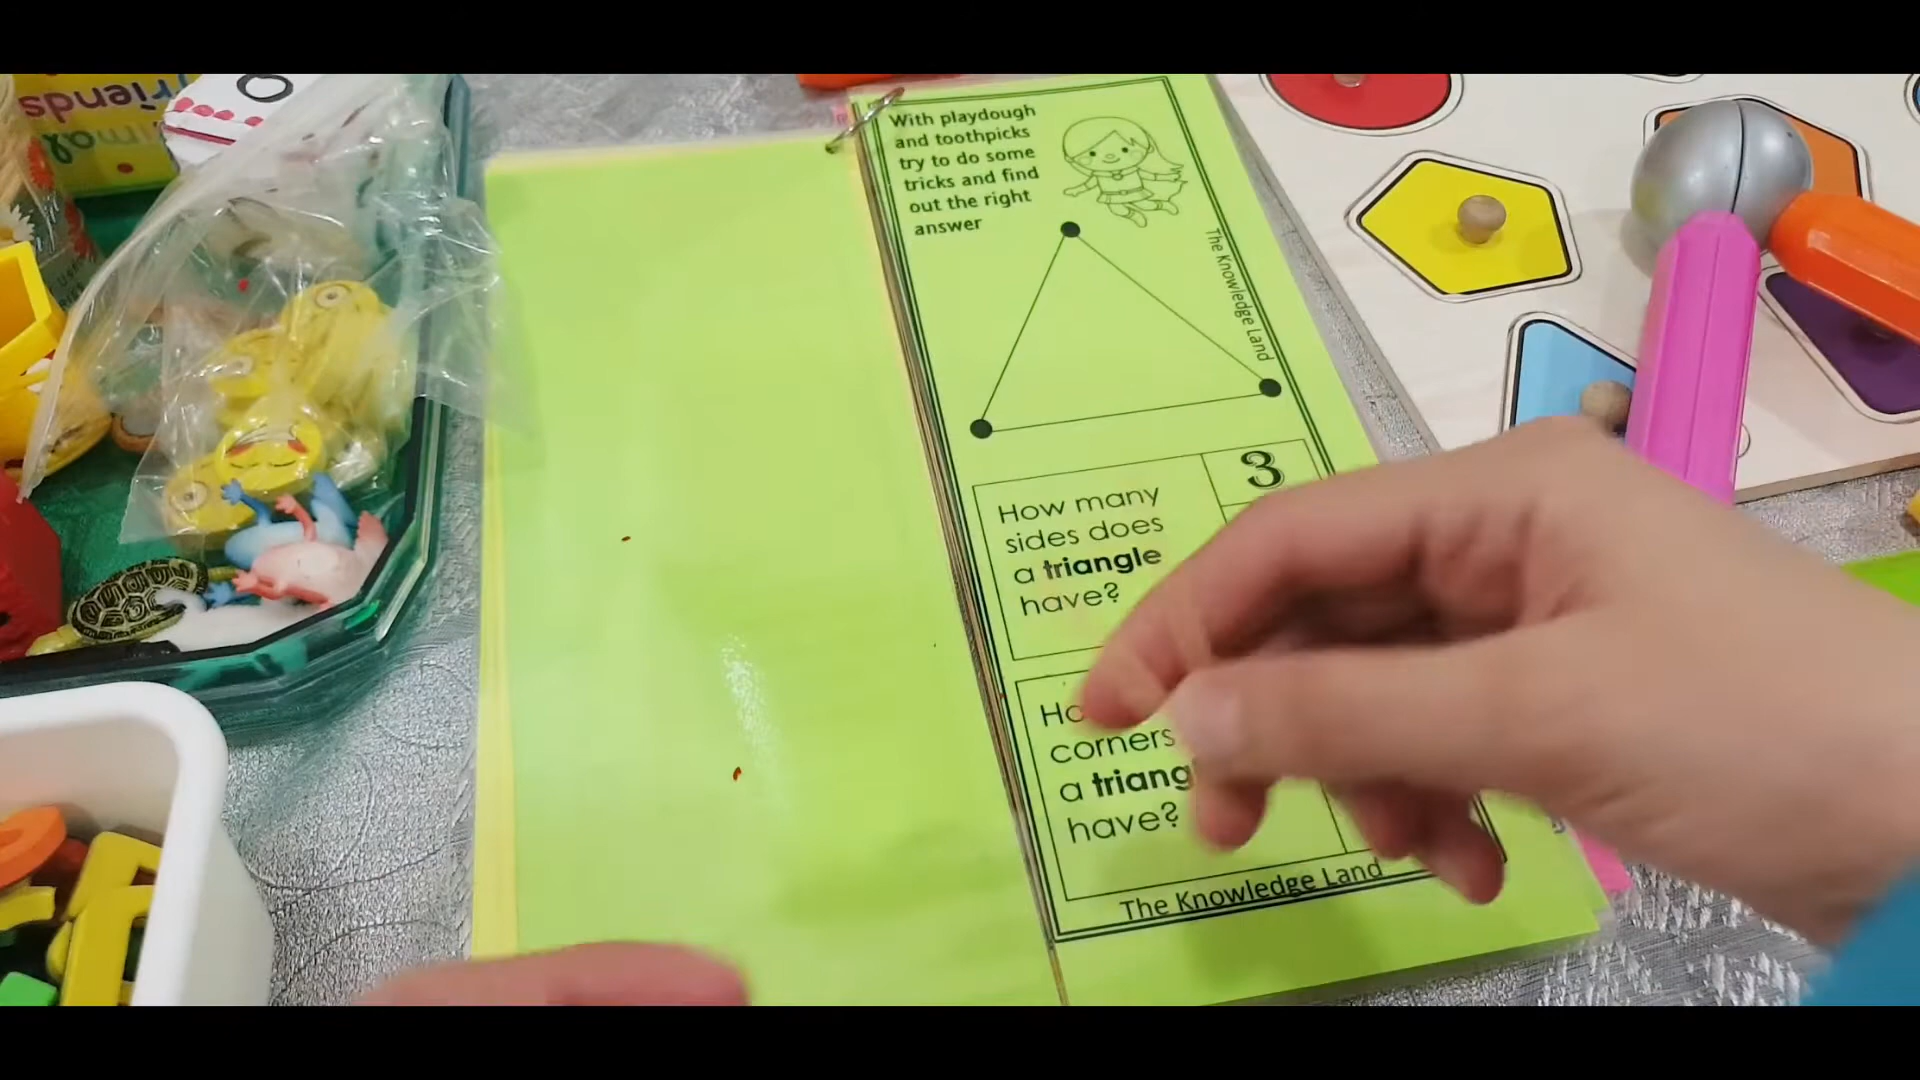 With playdough
and toothpicks
try to do some
tricks and find
out the right
answer
The Knowledge Land
How many
sides does
a triangle
have?
3
corners
a
have?
The Knowledge Land
riends